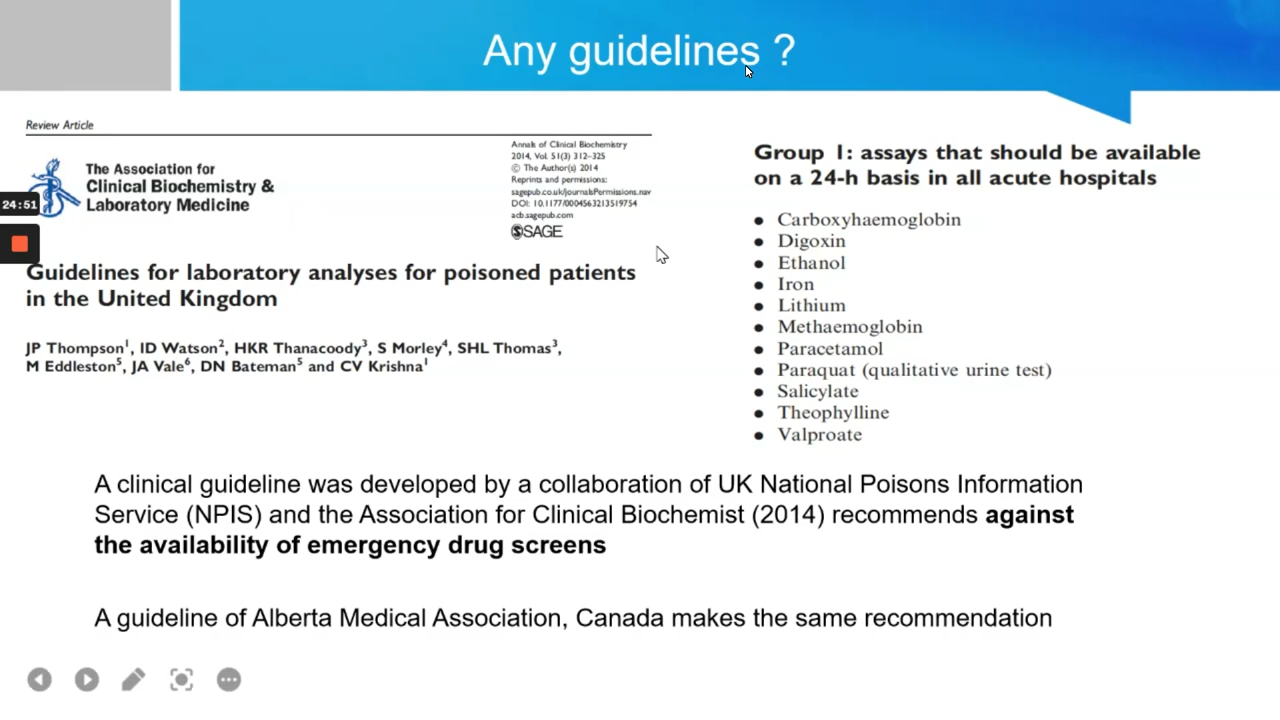 Any guidelines ?
Review Article
The Association for
Clinical Biochemistry &
Laboratory Medicine
Annals of Clinical Biochemistry
2014, Vol. 51(3) 312–325
© The Author(s) 2014
Reprints and permissions:
sagepub.co.uk/journalsPermissions.nav
DOI: 10.1177/0004563213519754
acb.sagepub.com
SAGE
24:51
Guidelines for laboratory analyses for poisoned patients
in the United Kingdom
JP Thompson1, ID Watson2, HKR Thanacoody3, S Morley4, SHL Thomas3,
M Eddleston5, JA Vale6, DN Bateman5 and CV Krishna1
Group 1: assays that should be available
on a 24-h basis in all acute hospitals
• Carboxyhaemoglobin
• Digoxin
• Ethanol
• Iron
• Lithium
• Methaemoglobin
• Paracetamol
• Paraquat (qualitative urine test)
• Salicylate
• Theophylline
• Valproate
A clinical guideline was developed by a collaboration of UK National Poisons Information
Service (NPIS) and the Association for Clinical Biochemist (2014) recommends against
the availability of emergency drug screens
A guideline of Alberta Medical Association, Canada makes the same recommendation